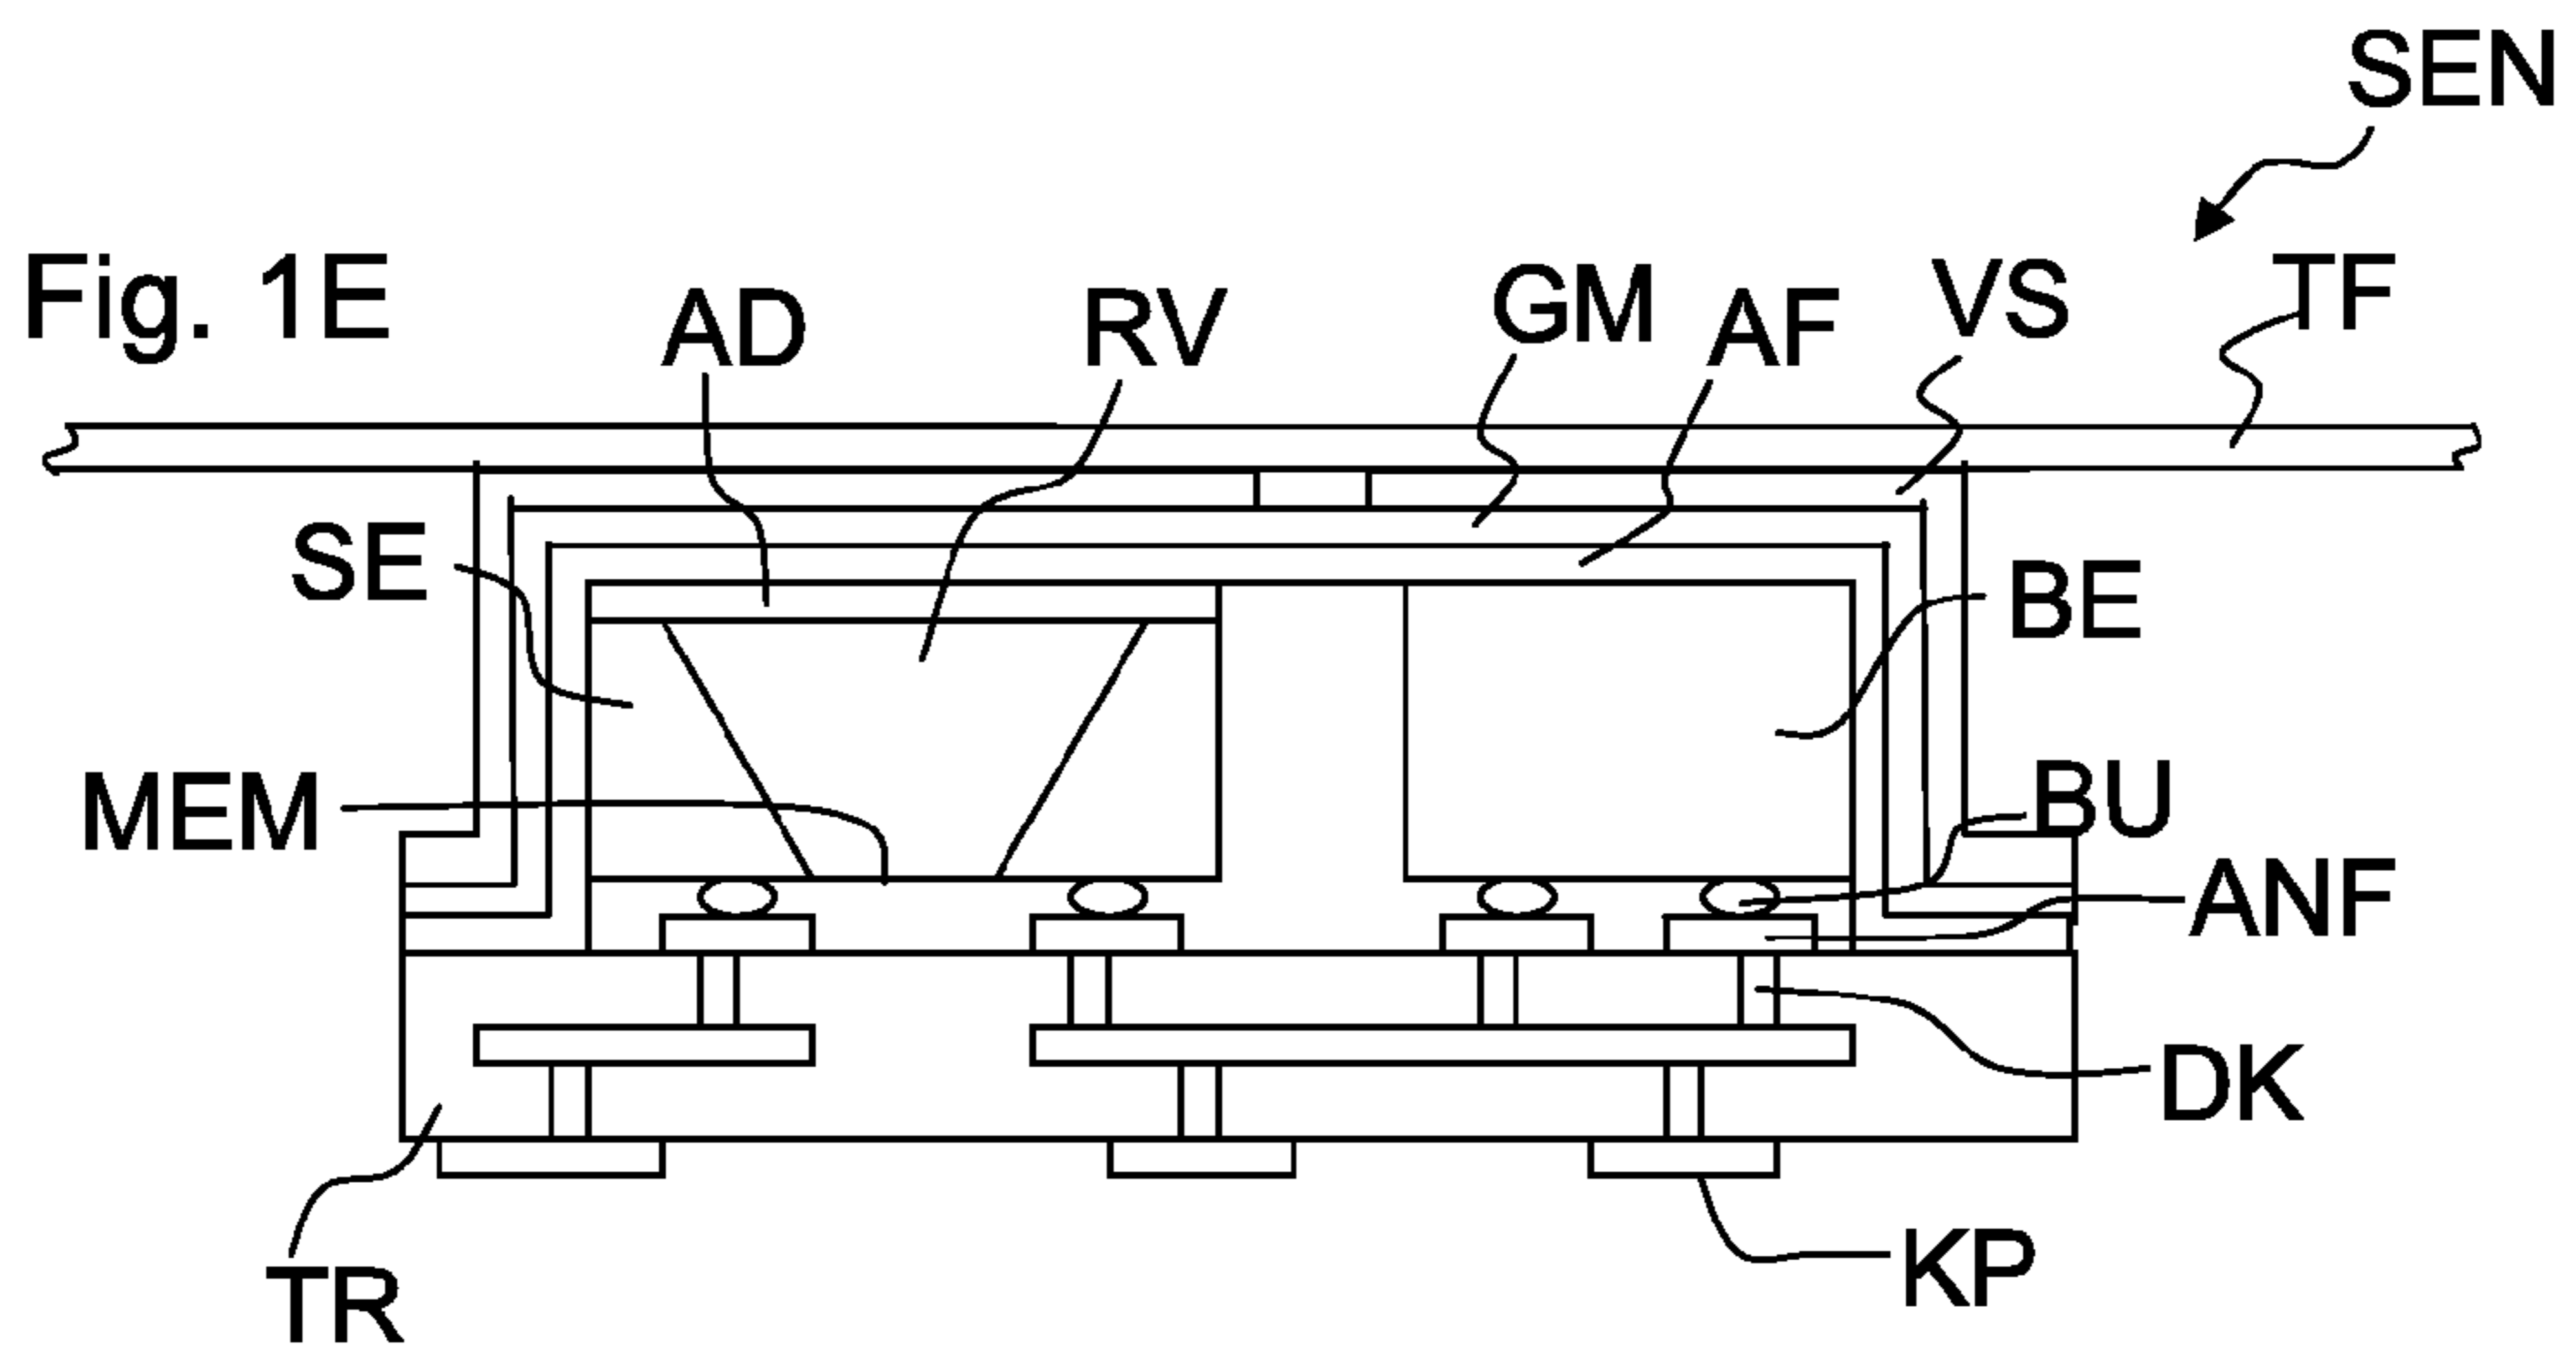 SEN
Fig. 1E
AD
RV
GM
AF
VS
TF
SE
BE
MEM
BU
ANF
DK
TR
KP